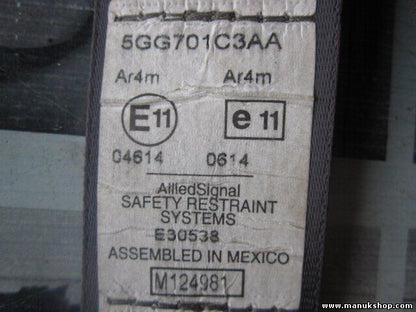 5GG701C3AA
Ar4m Ar4m
E11 e 11
04614 0614
AlliedSignal
SAFETY RESTRAINT
SYSTEMS
E30538
ASSEMBLED IN MEXICO
M124981
www.manukshop.com